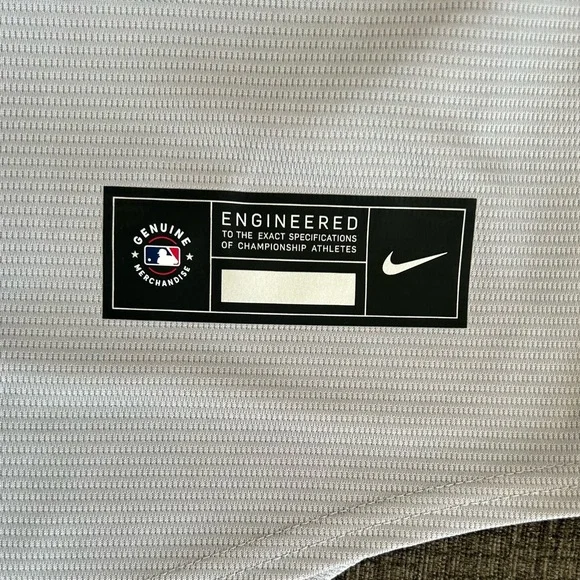 GENUINE
MERCHANDISE
ENGINEERED
TO THE EXACT SPECIFICATIONS
OF CHAMPIONSHIP ATHLETES